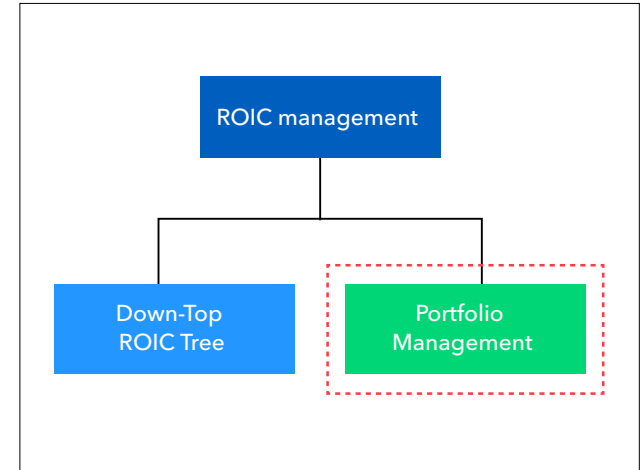 ROIC management
Down-Top
ROIC Tree
Portfolio
Management